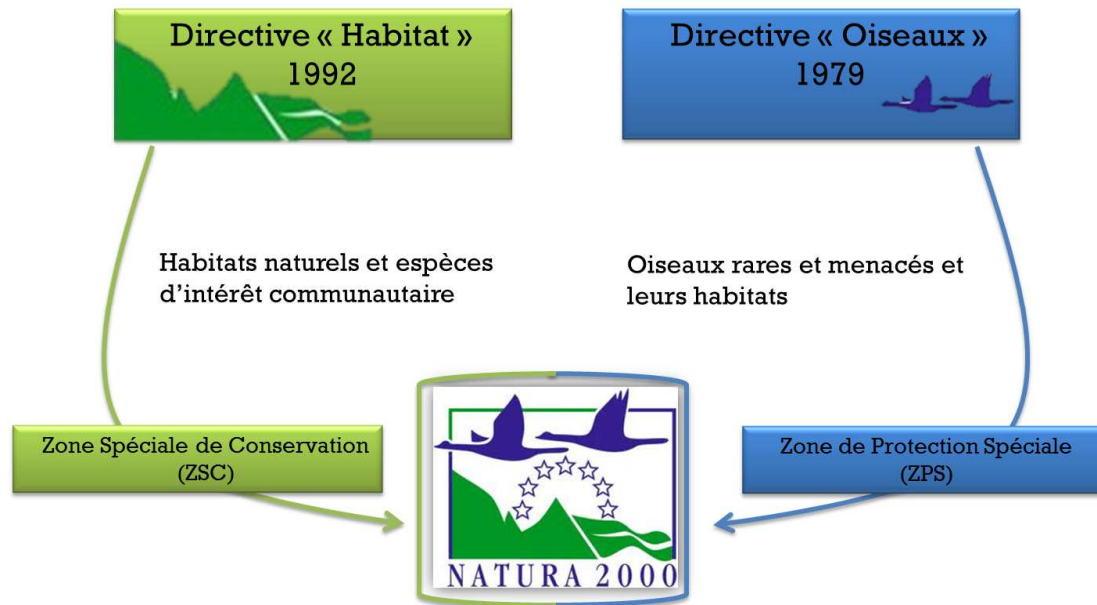 Directive « Habitat »
1992
Directive « Oiseaux »
1979
Habitats naturels et espèces
d’intérêt communautaire
Oiseaux rares et menacés et
leurs habitats
Zone Spéciale de Conservation
(ZSC)
Zone de Protection Spéciale
(ZPS)
NATURA 2000